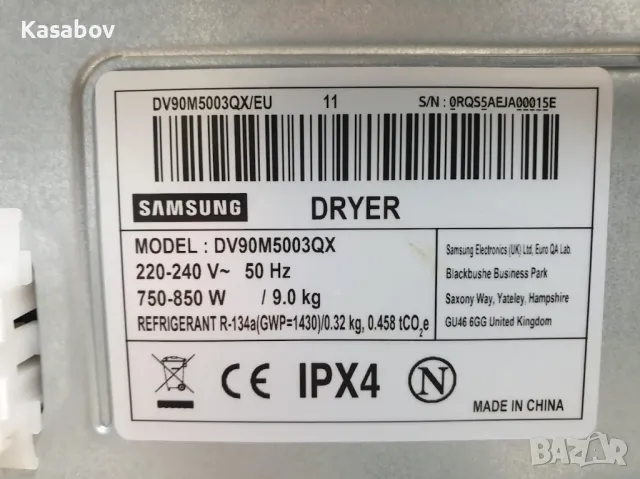 Kasabov
DV90M5003QX/EU 11 S/N : 0RQS5AEJA00015E
SAMSUNG DRYER
MODEL : DV90M5003QX
220-240 V~ 50 Hz
750-850 W / 9.0 kg
REFRIGERANT R-134a(GWP=1430)/0.32 kg, 0.458 tCO₂e
Samsung Electronics (UK) Ltd, Euro QA Lab.
Blackbushe Business Park
Saxony Way, Yateley, Hampshire
GU46 6GG United Kingdom
CE IPX4 N
MADE IN CHINA
BAZAR